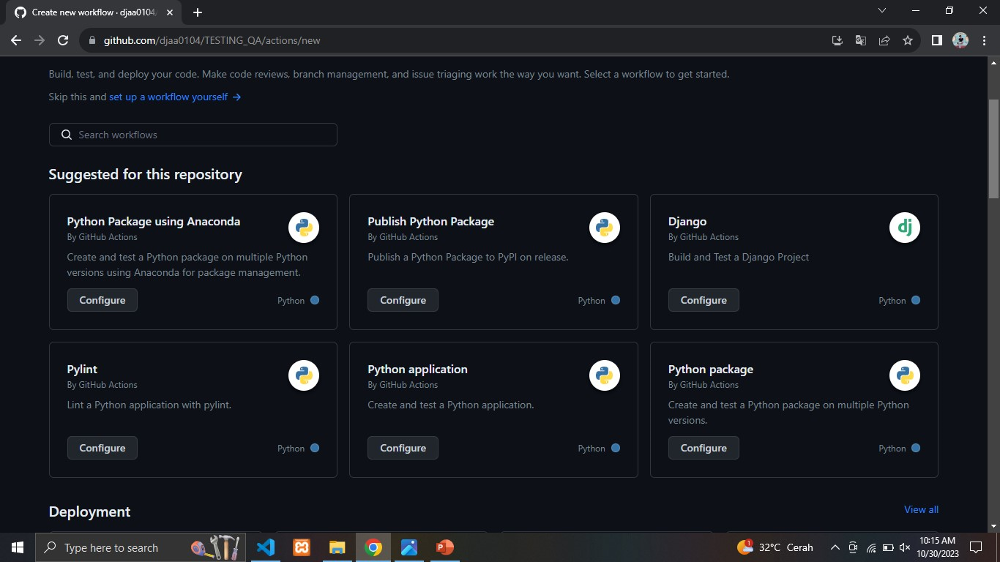 Create new workflow · djaa0104/
github.com/djaa0104/TESTING_QA/actions/new
Build, test, and deploy your code. Make code reviews, branch management, and issue triaging work the way you want. Select a workflow to get started.
Skip this and set up a workflow yourself →
Search workflows
Suggested for this repository
Python Package using Anaconda
By GitHub Actions
Create and test a Python package on multiple Python
versions using Anaconda for package management.
Configure
Python
Publish Python Package
By GitHub Actions
Publish a Python Package to PyPI on release.
Configure
Python
Django
By GitHub Actions
dj
Build and Test a Django Project
Configure
Python
Pylint
By GitHub Actions
Lint a Python application with pylint.
Configure
Python
Python application
By GitHub Actions
Create and test a Python application.
Configure
Python
Python package
By GitHub Actions
Create and test a Python package on multiple Python
versions.
Configure
Python
Deployment
View all
Type here to search
1
32°C Cerah
10:15 AM
10/30/2023